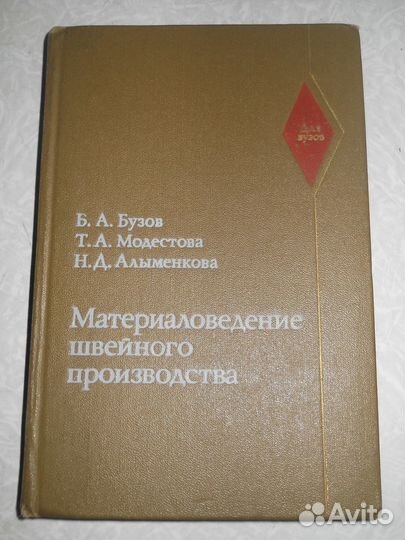 Для
вузов
Б. А. Бузов
Т. А. Модестова
Н. Д. Алыменкова
Материаловедение
швейного
производства
Avito